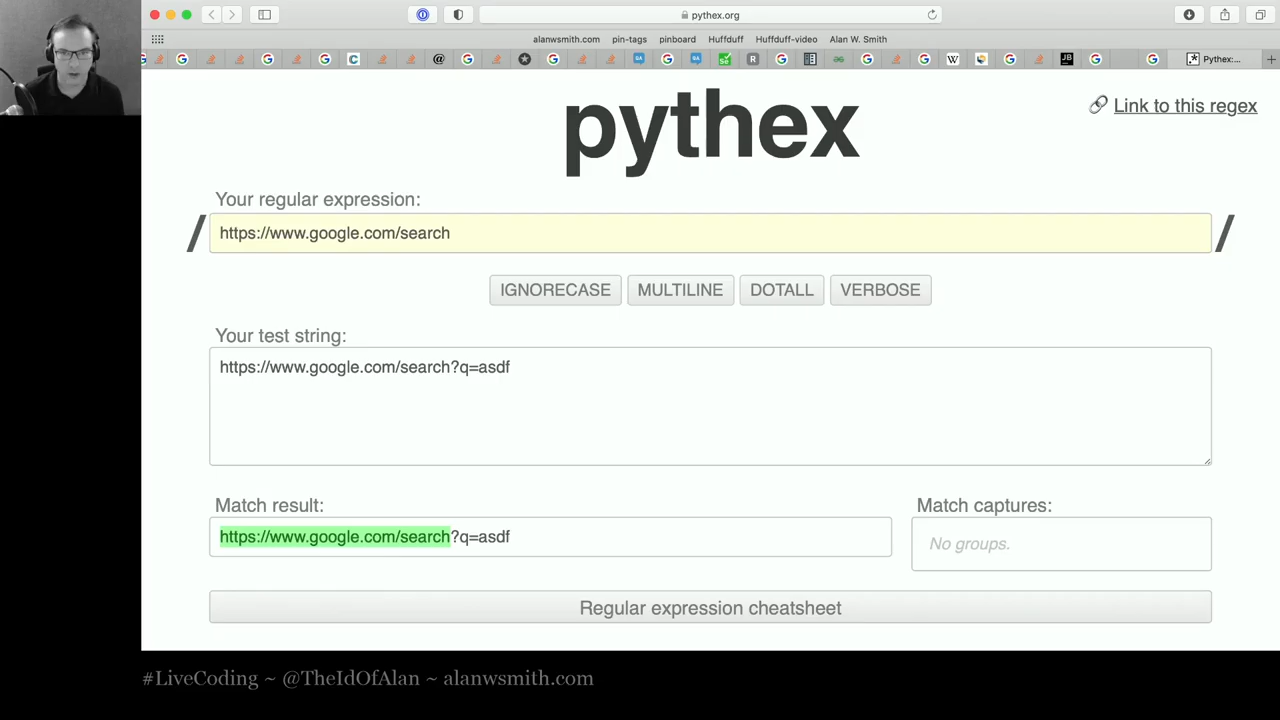 pythex.org
alanwsmith.com pin-tags pinboard Huffduff Huffduff-video Alan W. Smith
Pythex:...
pythex
Link to this regex
Your regular expression:
/ https://www.google.com/search /
IGNORECASE MULTILINE DOTALL VERBOSE
Your test string:
https://www.google.com/search?q=asdf
Match result:
Match captures:
https://www.google.com/search?q=asdf
No groups.
Regular expression cheatsheet
#LiveCoding ~ @TheIdOfAlan ~ alanwsmith.com